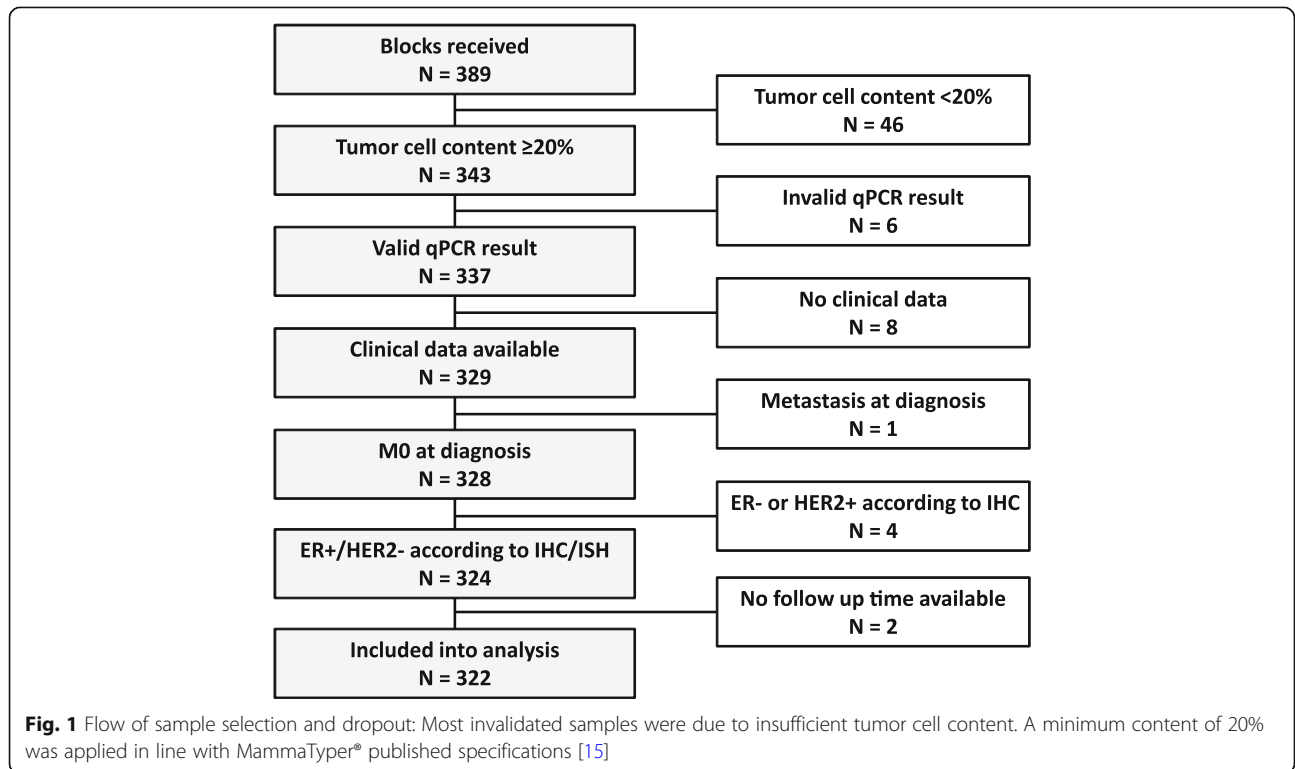 Blocks received
N = 389
Tumor cell content <20%
N = 46
Tumor cell content ≥20%
N = 343
Invalid qPCR result
N = 6
Valid qPCR result
N = 337
No clinical data
N = 8
Clinical data available
N = 329
Metastasis at diagnosis
N = 1
M0 at diagnosis
N = 328
ER- or HER2+ according to IHC
N = 4
ER+/HER2- according to IHC/ISH
N = 324
No follow up time available
N = 2
Included into analysis
N = 322
Fig. 1 Flow of sample selection and dropout: Most invalidated samples were due to insufficient tumor cell content. A minimum content of 20%
was applied in line with MammaTyper® published specifications [15]